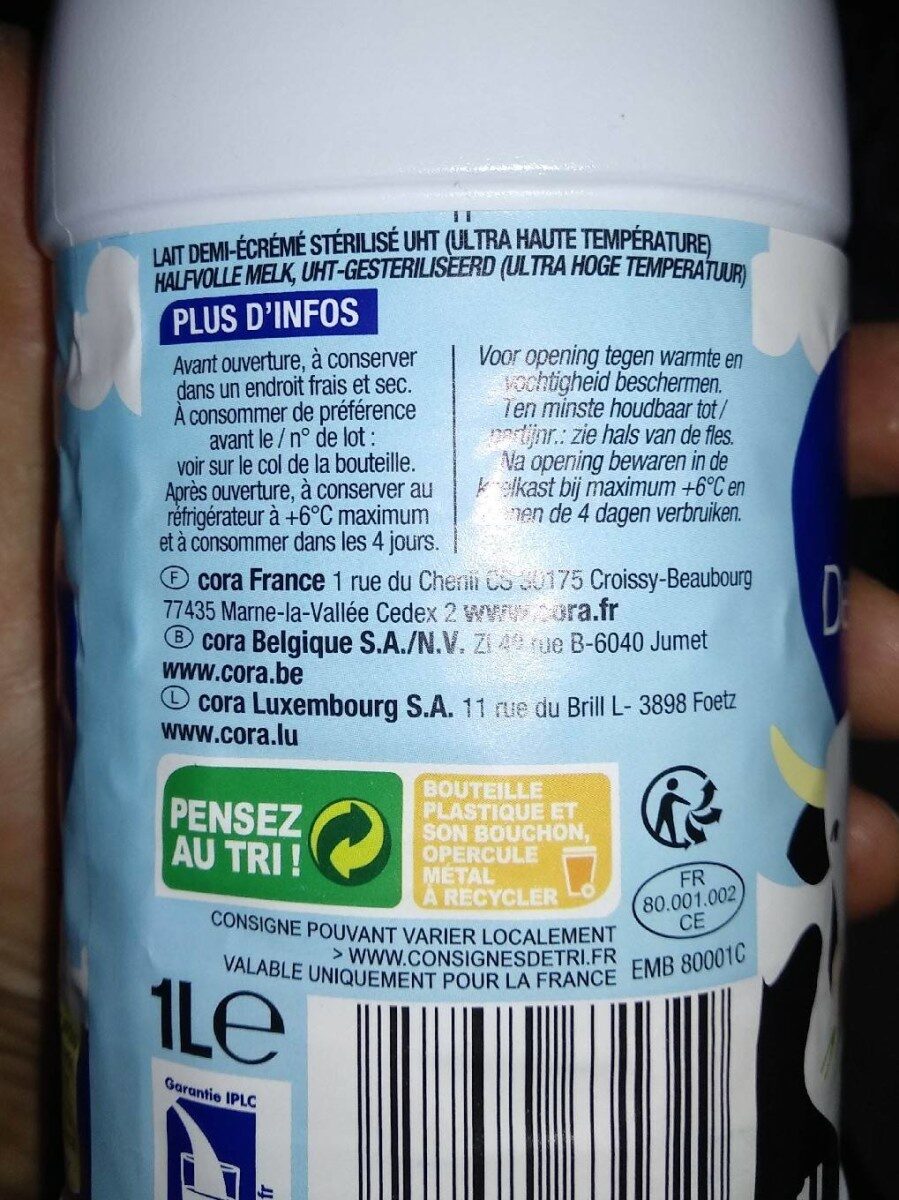 LAIT DEMI-ÉCRÉMÉ STÉRILISÉ UHT (ULTRA HAUTE TEMPÉRATURE)
HALFVOLLE MELK, UHT-GESTERILISEERD (ULTRA HOGE TEMPERATUUR)
PLUS D'INFOS
Avant ouverture, à conserver
dans un endroit frais et sec.
À consommer de préférence
avant le / n° de lot :
voir sur le col de la bouteille.
Après ouverture, à conserver au
réfrigérateur à +6°C maximum
et à consommer dans les 4 jours.
Voor opening tegen warmte en
vochtigheid beschermen.
Ten minste houdbaar tot /
partijnr.: zie hals van de fles.
Na opening bewaren in de
koelkast bij maximum +6°C en
de 4 dagen verbruiken.
F cora France 1 rue du Chenil CS 30175 Croissy-Beaubourg
77435 Marne-la-Vallée Cedex 2 www.cora.fr
B cora Belgique S.A./N.V. ZI 4e rue B-6040 Jumet
www.cora.be
L cora Luxembourg S.A. 11 rue du Brill L- 3898 Foetz
www.cora.lu
PENSEZ
AU TRI !
BOUTEILLE
PLASTIQUE ET
SON BOUCHON,
OPERCULE
MÉTAL
À RECYCLER
FR
80.001.002
CE
CONSIGNE POUVANT VARIER LOCALEMENT
> WWW.CONSIGNESDETRI.FR
VALABLE UNIQUEMENT POUR LA FRANCE
EMB 80001C
1L e
Garantie IPLC
fr